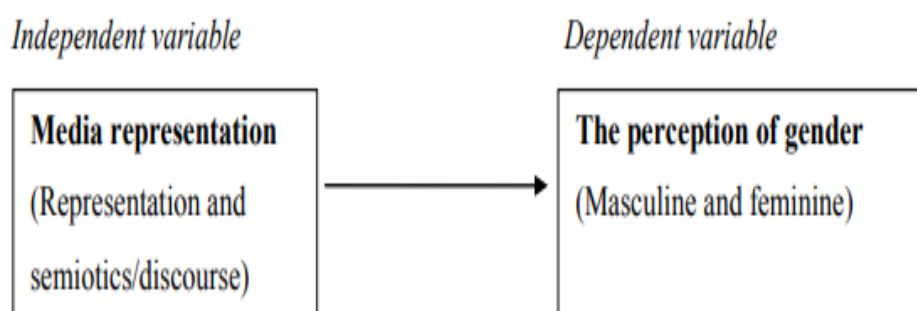 Independent variable
Dependent variable
Media representation
(Representation and
semiotics/discourse)
The perception of gender
(Masculine and feminine)